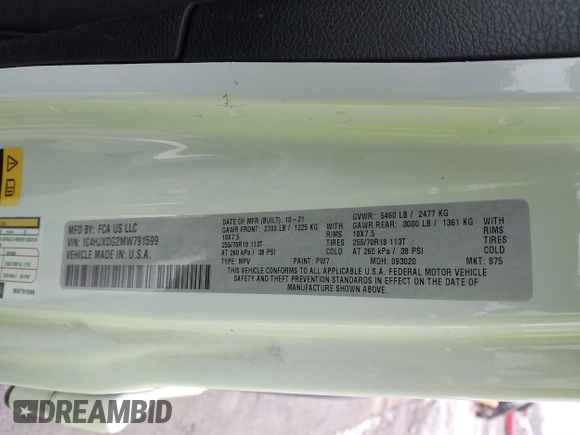 MFD BY: FCA US LLC
VIN: 1C4HJXDG2MW791599
VEHICLE MADE IN: U.S.A.
DATE OF MFR (BUILT): 10-21
GAWR FRONT: 2700 LB / 1225 KG WITH
18X7.5 RIMS
255/70R18 113T TIRES
AT 260 kPa / 38 PSI COLD
TYPE: MPV PAINT: PW7
GVWR: 5460 LB / 2477 KG
GAWR REAR: 3000 LB / 1361 KG WITH
18X7.5 RIMS
255/70R18 113T TIRES
AT 260 kPa / 38 PSI COLD
MDH: 093020 MKT: 875
THIS VEHICLE CONFORMS TO ALL APPLICABLE U.S.A. FEDERAL MOTOR VEHICLE
SAFETY AND THEFT PREVENTION STANDARDS IN EFFECT ON THE DATE OF
MANUFACTURE SHOWN ABOVE.
MW791599
DREAMBID